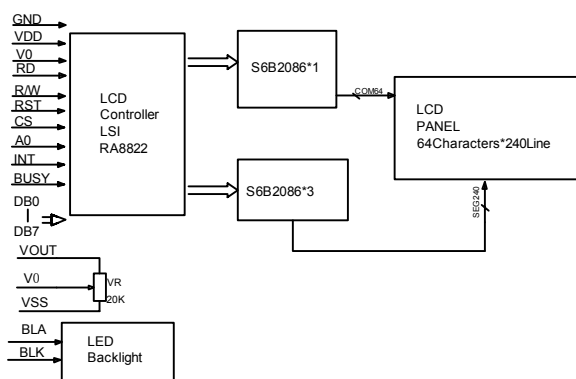 GND
VDD
V0
RD
R/W
RST
CS
A0
INT
BUSY
DB0
DB7
LCD
Controller
LSI
RA8822
S6B2086*1
S6B2086*3
COM64
SEG240
LCD
PANEL
64Characters*240Line
VOUT
V0
VSS
VR
20K
BLA
BLK
LED
Backlight